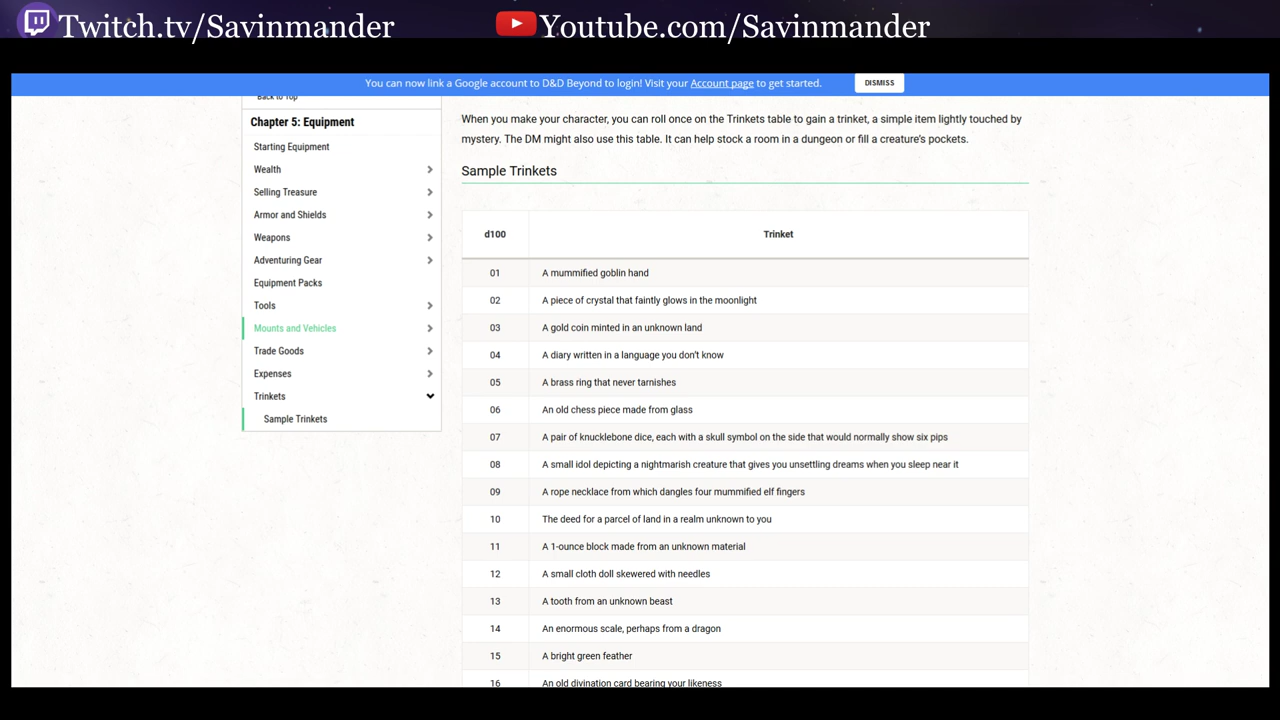 Twitch.tv/Savinmander
Youtube.com/Savinmander
You can now link a Google account to D&D Beyond to login! Visit your Account page to get started.
DISMISS
Back to Top
Chapter 5: Equipment
Starting Equipment
Wealth
Selling Treasure
Armor and Shields
Weapons
Adventuring Gear
Equipment Packs
Tools
Mounts and Vehicles
Trade Goods
Expenses
Trinkets
Sample Trinkets
When you make your character, you can roll once on the Trinkets table to gain a trinket, a simple item lightly touched by
mystery. The DM might also use this table. It can help stock a room in a dungeon or fill a creature's pockets.
Sample Trinkets
d100 Trinket
01 A mummified goblin hand
02 A piece of crystal that faintly glows in the moonlight
03 A gold coin minted in an unknown land
04 A diary written in a language you don't know
05 A brass ring that never tarnishes
06 An old chess piece made from glass
07 A pair of knucklebone dice, each with a skull symbol on the side that would normally show six pips
08 A small idol depicting a nightmarish creature that gives you unsettling dreams when you sleep near it
09 A rope necklace from which dangles four mummified elf fingers
10 The deed for a parcel of land in a realm unknown to you
11 A 1-ounce block made from an unknown material
12 A small cloth doll skewered with needles
13 A tooth from an unknown beast
14 An enormous scale, perhaps from a dragon
15 A bright green feather
16 An old divination card bearing your likeness